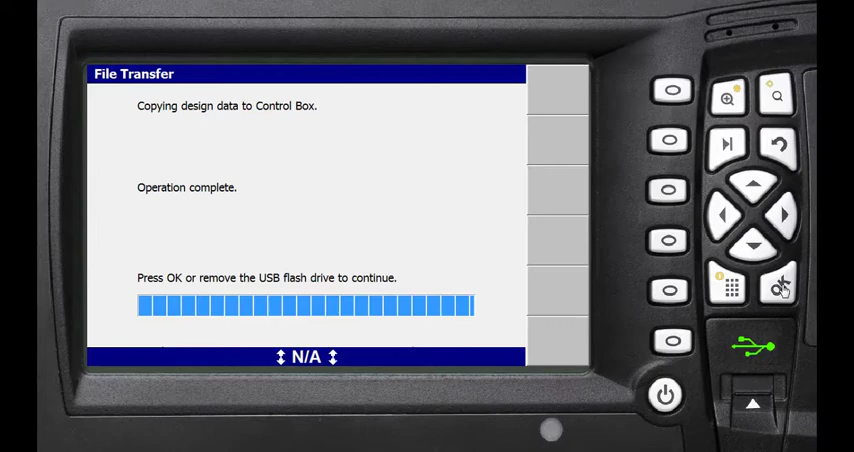 File Transfer
Copying design data to Control Box.
Operation complete.
Press OK or remove the USB flash drive to continue.
N/A
OK